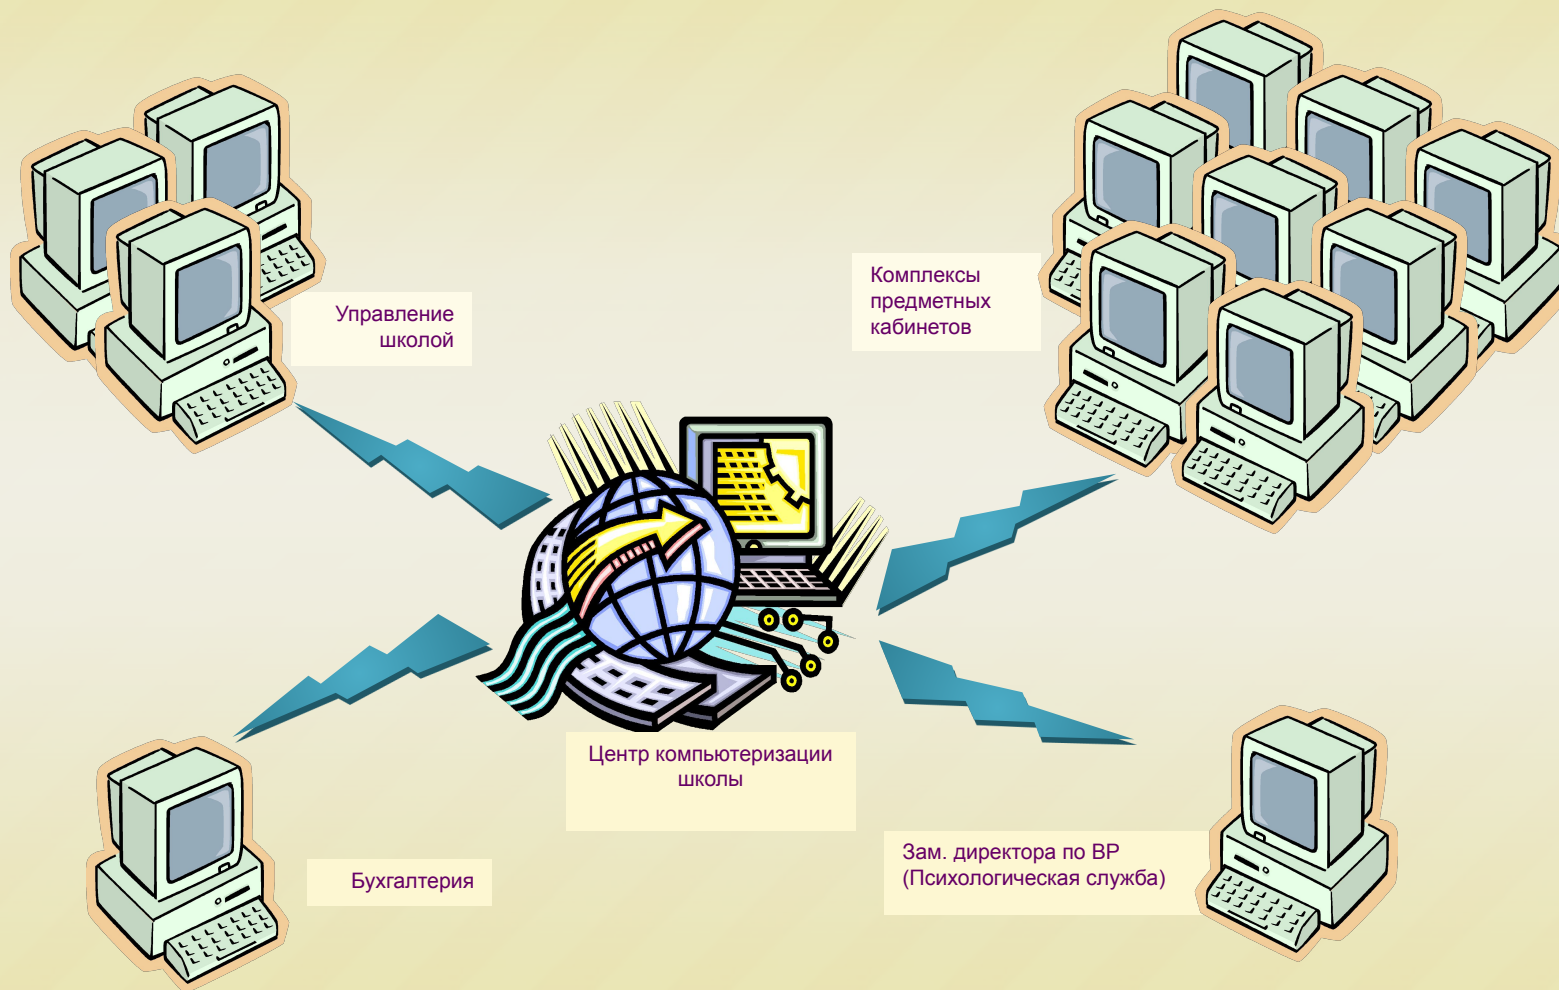 Управление
школой
Комплексы
предметных
кабинетов
Центр компьютеризации
школы
Бухгалтерия
Зам. директора по ВР
(Психологическая служба)